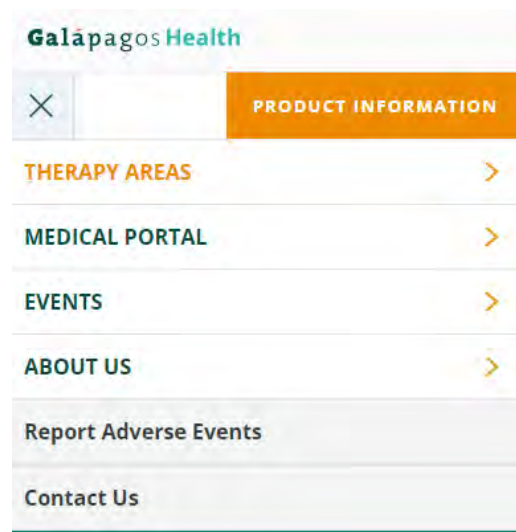 Galápagos Health
PRODUCT INFORMATION
THERAPY AREAS
MEDICAL PORTAL
EVENTS
ABOUT US
Report Adverse Events
Contact Us